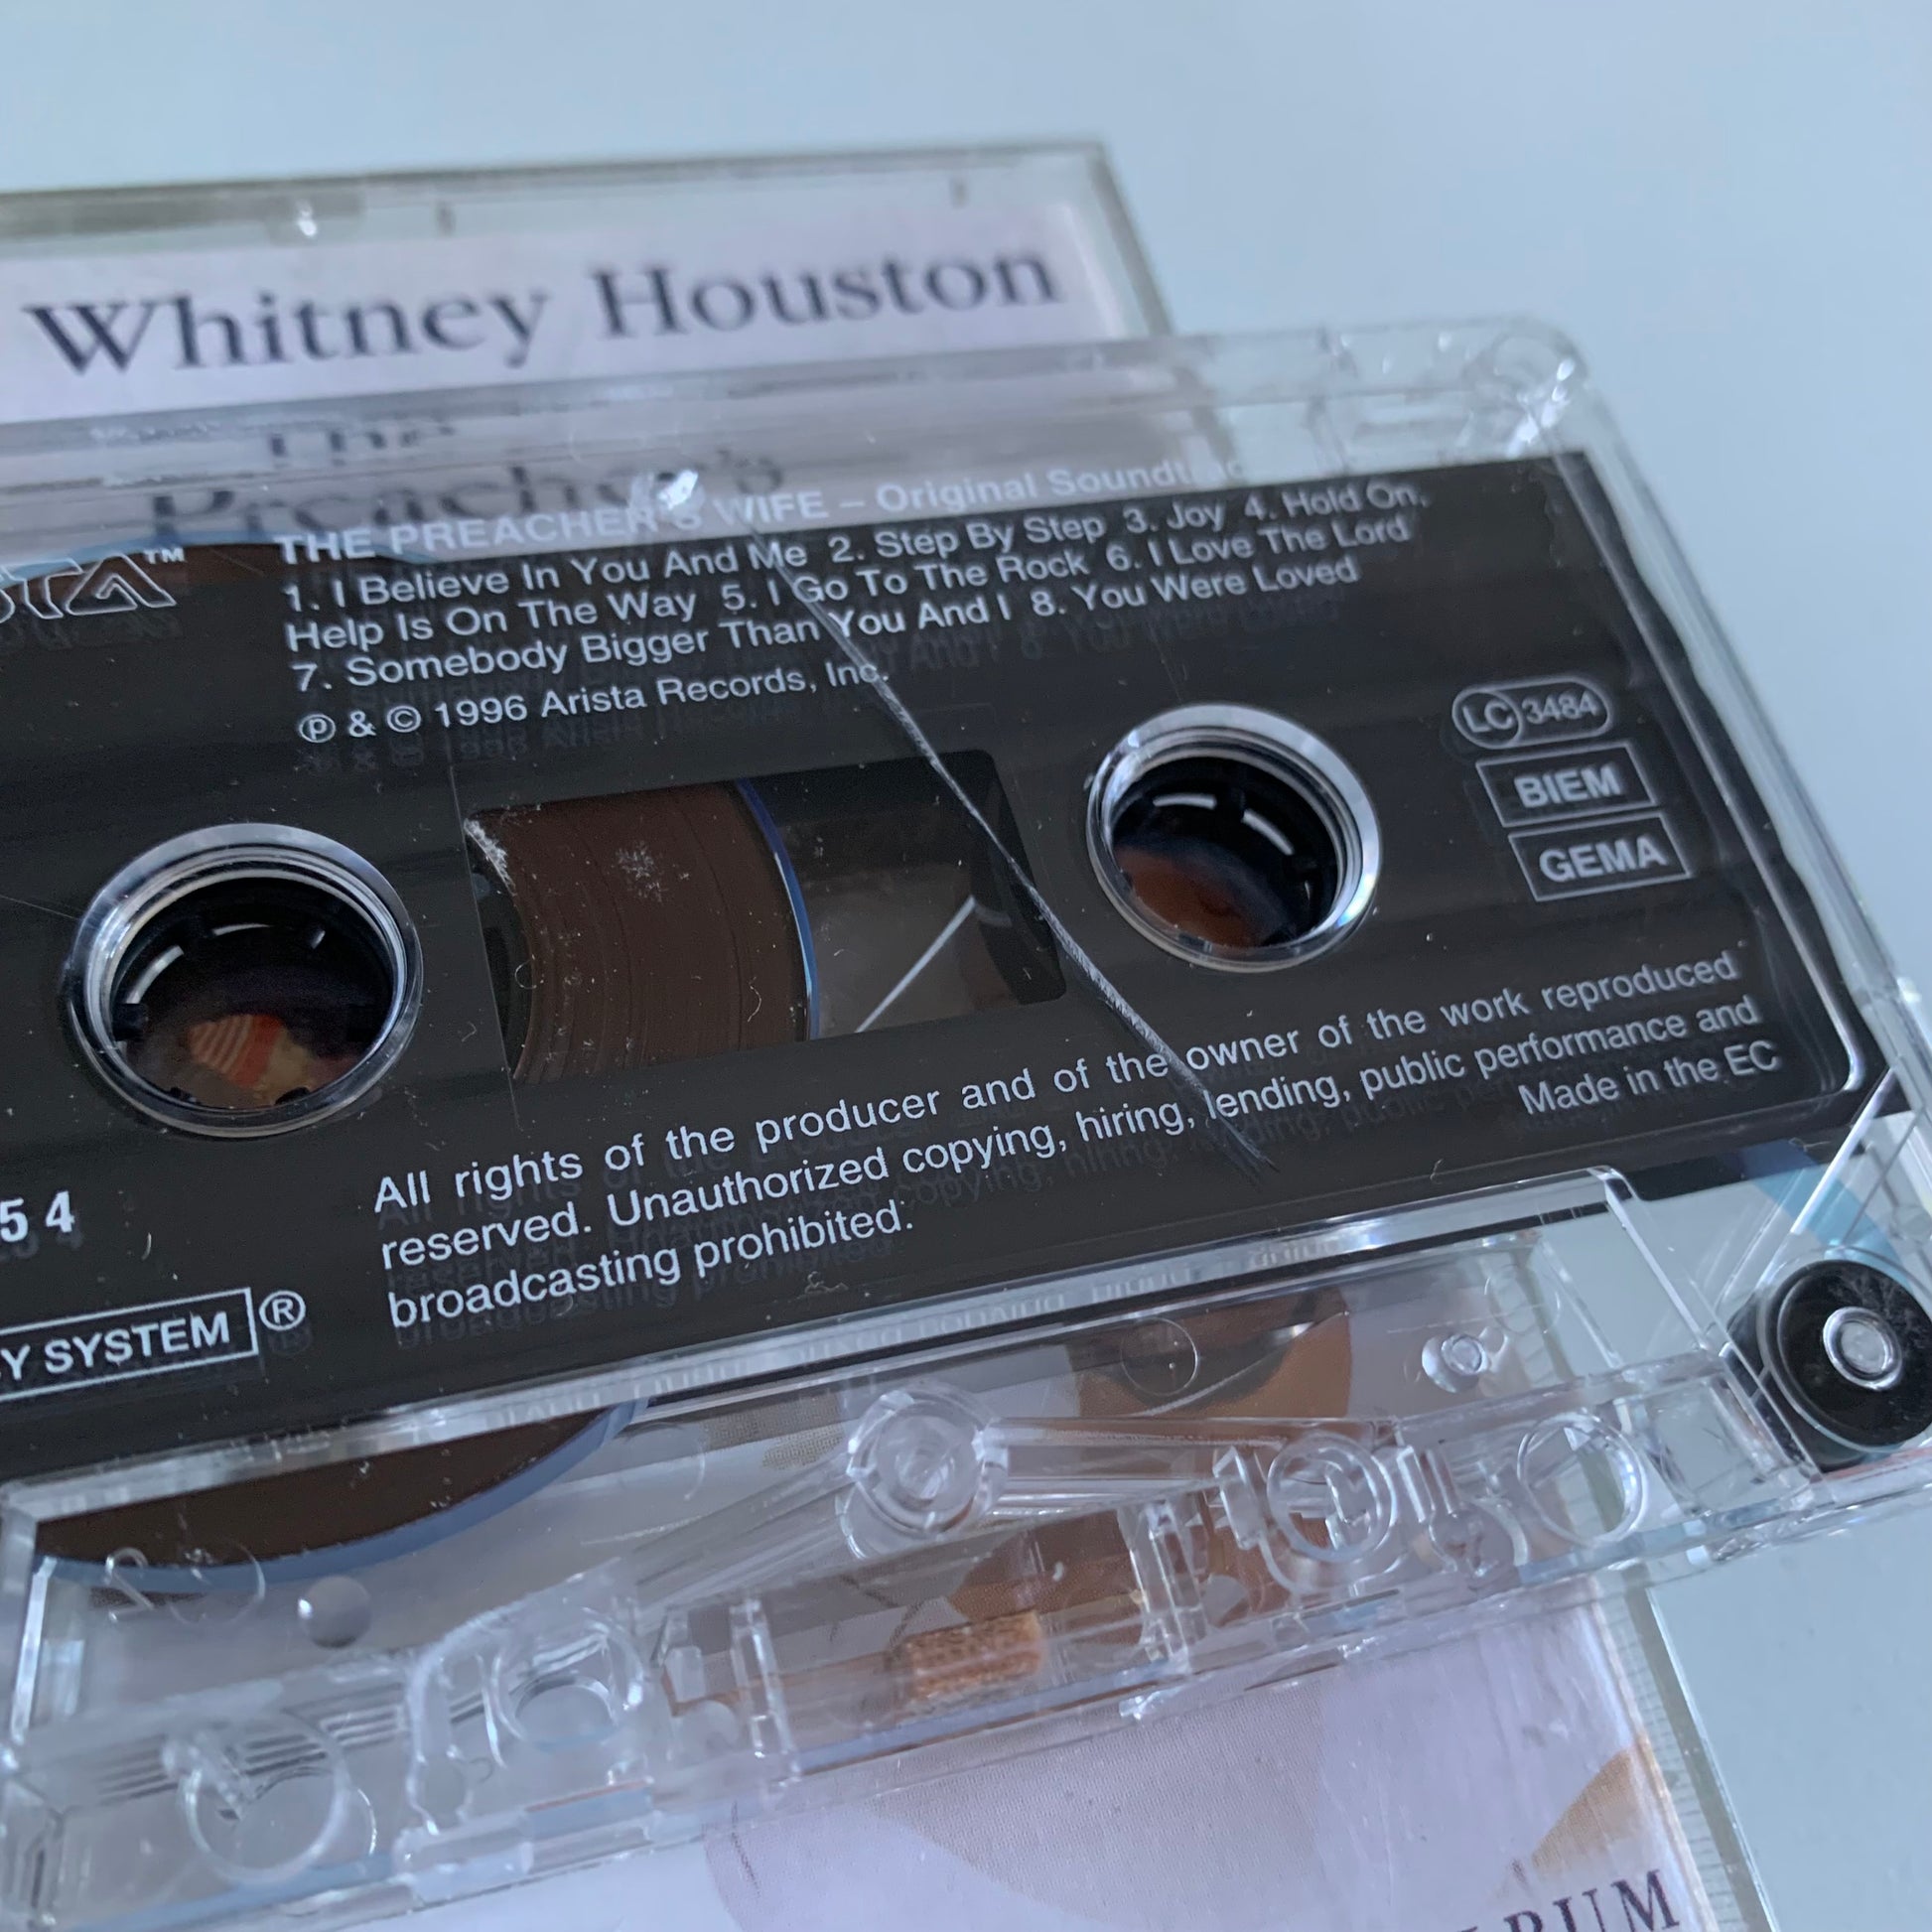 Whitney Houston
The
Preacher's
THE PREACHER'S WIFE – Original
1. I Believe In You And Me 2. Step By Step 3. Joy 4. Hold On,
Help Is On The Way 5. I Go To The Rock 6. I Love The Lord
7. Somebody Bigger Than You And I 8. You Were Loved
℗ & © 1996 Arista Records, Inc.
LC 3484
BIEM
GEMA
All rights of the producer and of the owner of the work reproduced
reserved. Unauthorized copying, hiring, lending, public performance and
broadcasting prohibited.
Made in the EC
54
Y SYSTEM ®